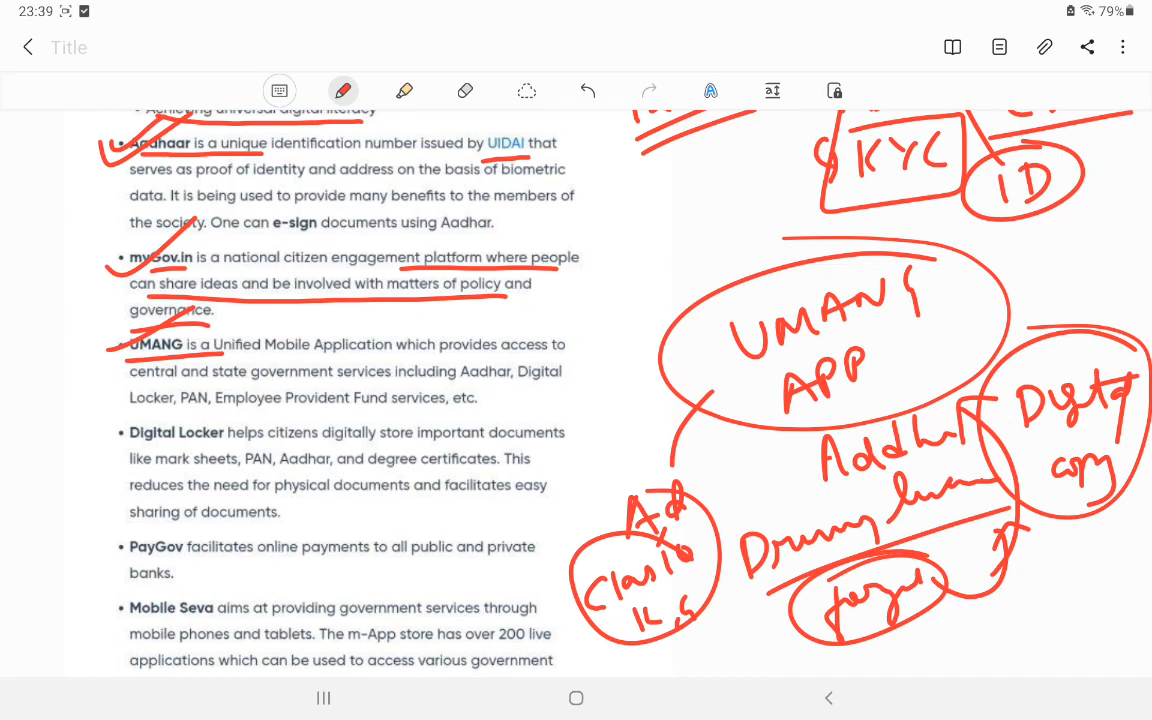 23:39
79%
Title
Achieving universal digital literacy
• Aadhaar is a unique identification number issued by UIDAI that
serves as proof of identity and address on the basis of biometric
data. It is being used to provide many benefits to the members of
the society. One can e-sign documents using Aadhar.
• myGov.in is a national citizen engagement platform where people
can share ideas and be involved with matters of policy and
governance.
• UMANG is a Unified Mobile Application which provides access to
central and state government services including Aadhar, Digital
Locker, PAN, Employee Provident Fund services, etc.
• Digital Locker helps citizens digitally store important documents
like mark sheets, PAN, Aadhar, and degree certificates. This
reduces the need for physical documents and facilitates easy
sharing of documents.
• PayGov facilitates online payments to all public and private
banks.
• Mobile Seva aims at providing government services through
mobile phones and tablets. The m-App store has over 200 live
applications which can be used to access various government
KYC
ID
UMANG
APP
Digital
copy